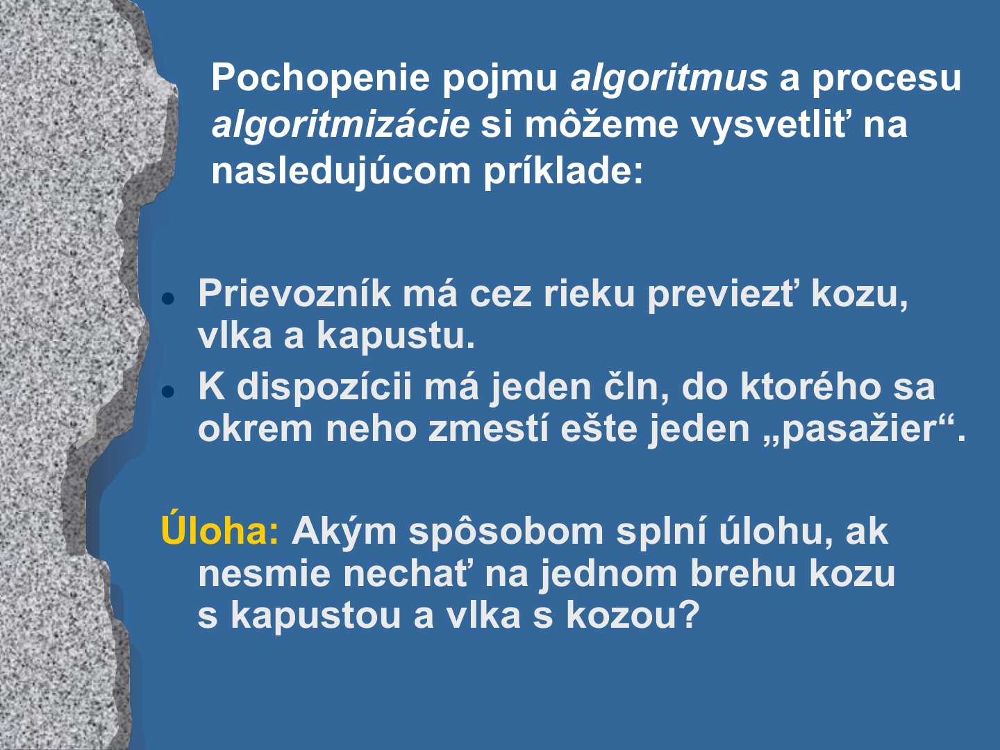 Pochopenie pojmu algoritmus a procesu
algoritmizácie si môžeme vysvetliť na
nasledujúcom príklade:
Prievozník má cez rieku previezť kozu,
vlka a kapustu.
K dispozícii má jeden čln, do ktorého sa
okrem neho zmestí ešte jeden „pasažier“.
Úloha: Akým spôsobom splní úlohu, ak
nesmie nechať na jednom brehu kozu
s kapustou a vlka s kozou?